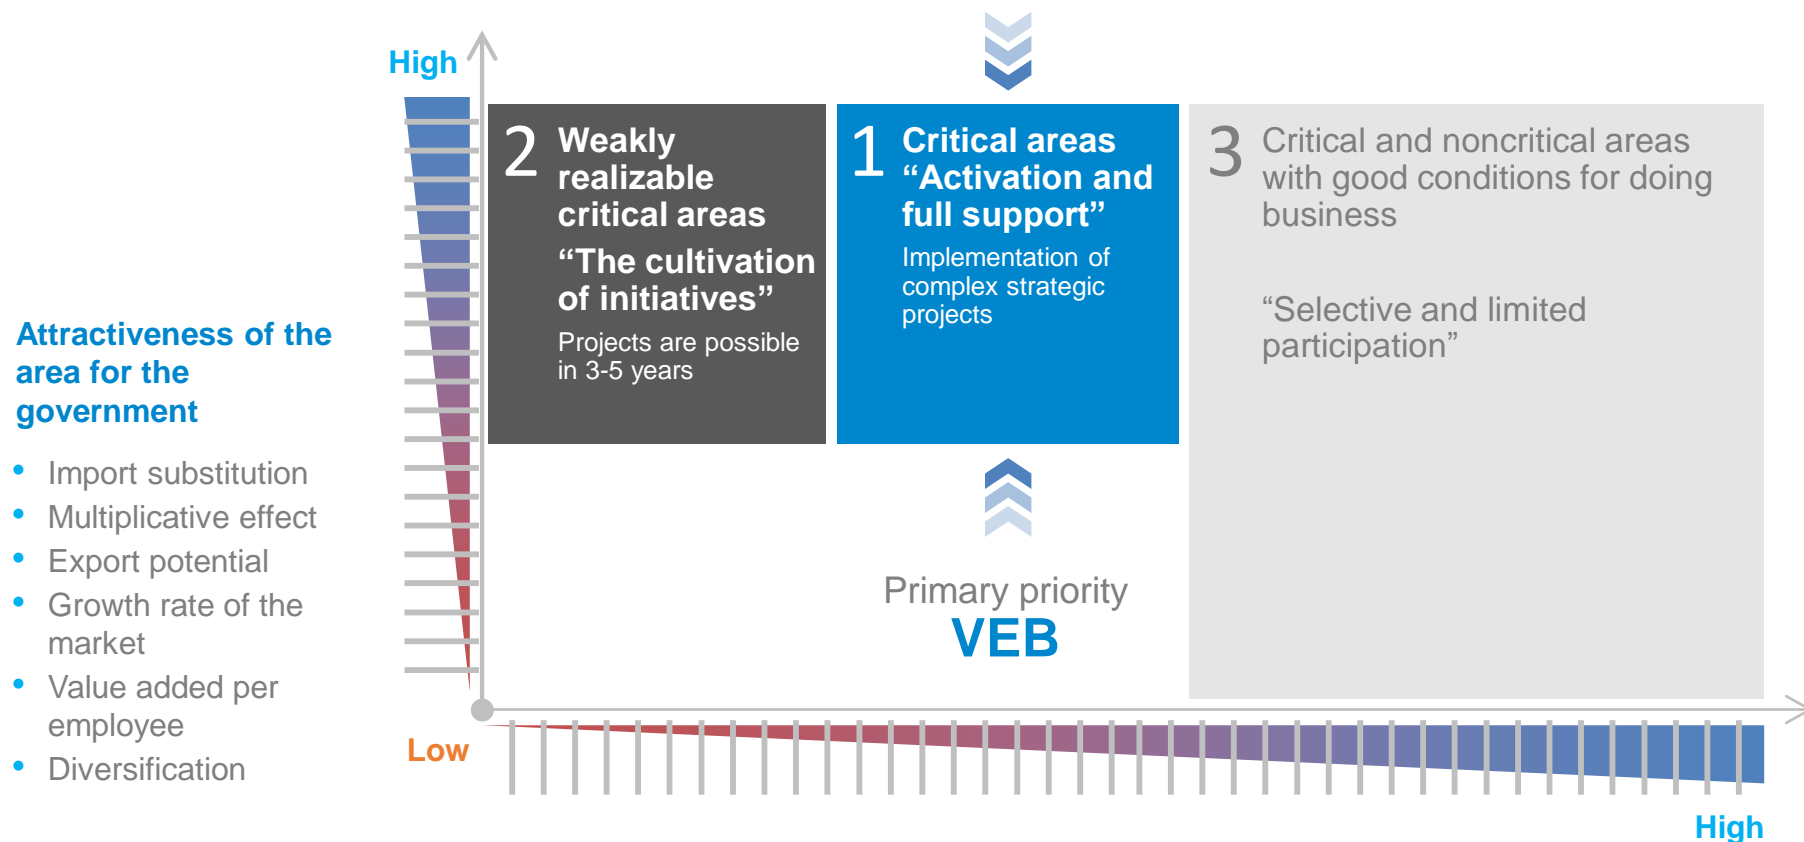 High
2
Weakly
realizable
critical areas
“The cultivation
of initiatives”
Projects are possible
in 3-5 years
1
Critical areas
“Activation and
full support”
Implementation of
complex strategic
projects
3
Critical and noncritical areas
with good conditions for doing
business
“Selective and limited
participation”
Attractiveness of the
area for the
government
• Import substitution
• Multiplicative effect
• Export potential
• Growth rate of the
market
• Value added per
employee
• Diversification
Primary priority
VEB
Low
High